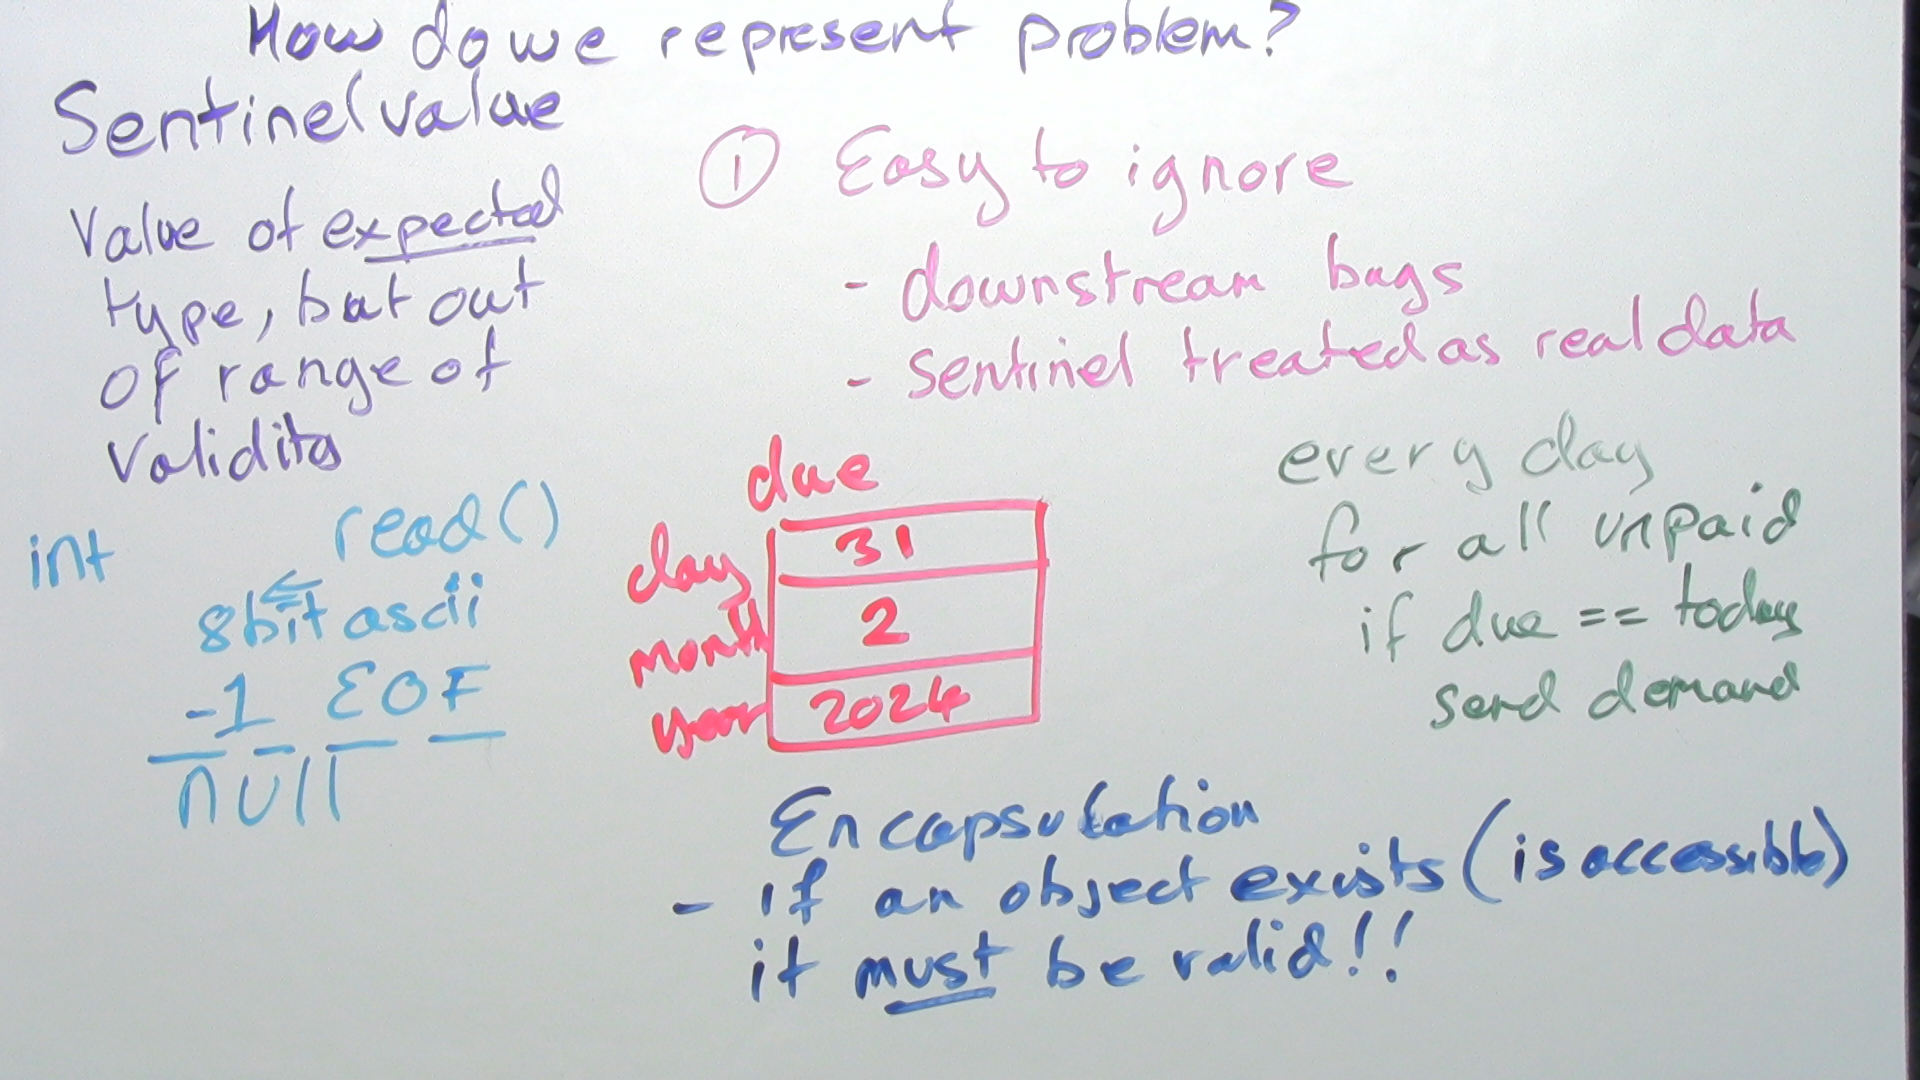 How do we represent problem?
Sentinel value
Value of expected
type, but out
of range of
validity
int read()
8bit ascii
-1 EOF
null
① Easy to ignore
- downstream bugs
- sentinel treated as real data
due
day 31
month 2
year 2024
every day
for all unpaid
if due == today
send demand
Encapsulation
- if an object exists (is accessible)
it must be valid!!